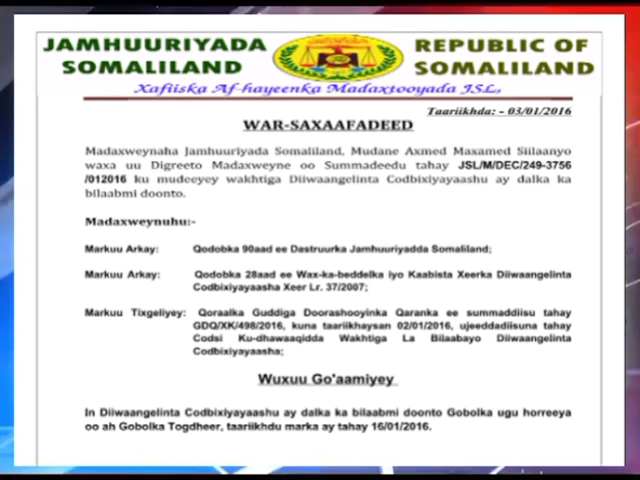 JAMHUURIYADA REPUBLIC OF
SOMALILAND SOMALILAND
Xafiiska Af-hayeenka Madaxtooyada JSL,
Taariikhda: - 03/01/2016
WAR-SAXAAFADEED
Madaxweynaha Jamhuuriyada Somaliland, Mudane Axmed Maxamed Siilaanyo
waxa uu Digreeto Madaxweyne oo Summadeedu tahay JSL/M/DEC/249-3756
/012016 ku mudeeyey wakhtiga Diiwaangelinta Codbixiyayaashu ay dalka ka
bilaabmi doonto.
Madaxweynuhu:-
Markuu Arkay: Qodobka 90aad ee Dastruurka Jamhuuriyadda Somaliland;
Markuu Arkay: Qodobka 28aad ee Wax-ka-beddelka iyo Kaabista Xeerka Diiwaangelinta
Codbixiyayaasha Xeer Lr. 37/2007;
Markuu Tixgeliyey: Qoraalka Guddiga Doorashooyinka Qaranka ee summaddiisu tahay
GDQ/XK/498/2016, kuna taariikhaysan 02/01/2016, ujeeddadiisuna tahay
Codsi Ku-dhawaaqidda Wakhtiga La Bilaabayo Diiwaangelinta
Codbixiyayaasha;
Wuxuu Go'aamiyey
In Diiwaangelinta Codbixiyayaashu ay dalka ka bilaabmi doonto Gobolka ugu horreeya
oo ah Gobolka Togdheer, taariikhdu marka ay tahay 16/01/2016.